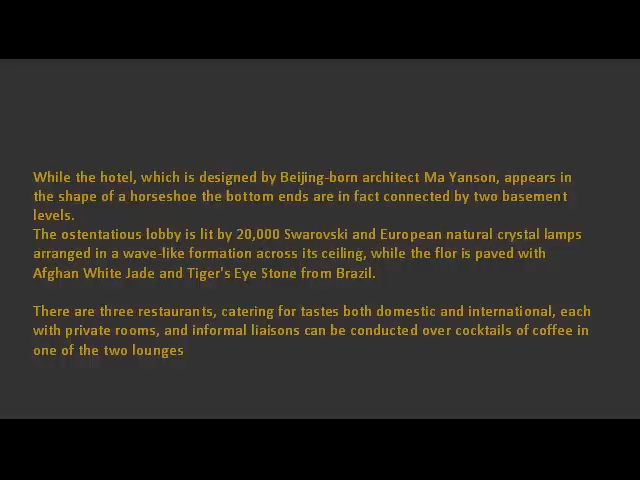 While the hotel, which is designed by Beijing-born architect Ma Yanson, appears in
the shape of a horseshoe the bottom ends are in fact connected by two basement
levels.
The ostentatious lobby is lit by 20,000 Swarovski and European natural crystal lamps
arranged in a wave-like formation across its ceiling, while the flor is paved with
Afghan White Jade and Tiger's Eye Stone from Brazil.
There are three restaurants, catering for tastes both domestic and international, each
with private rooms, and informal liaisons can be conducted over cocktails of coffee in
one of the two lounges